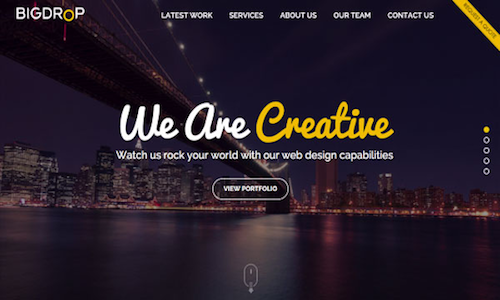 BIGDROP
LATEST WORK
SERVICES
ABOUT US
OUR TEAM
CONTACT US
REQUEST A QUOTE
We Are Creative
Watch us rock your world with our web design capabilities
VIEW PORTFOLIO